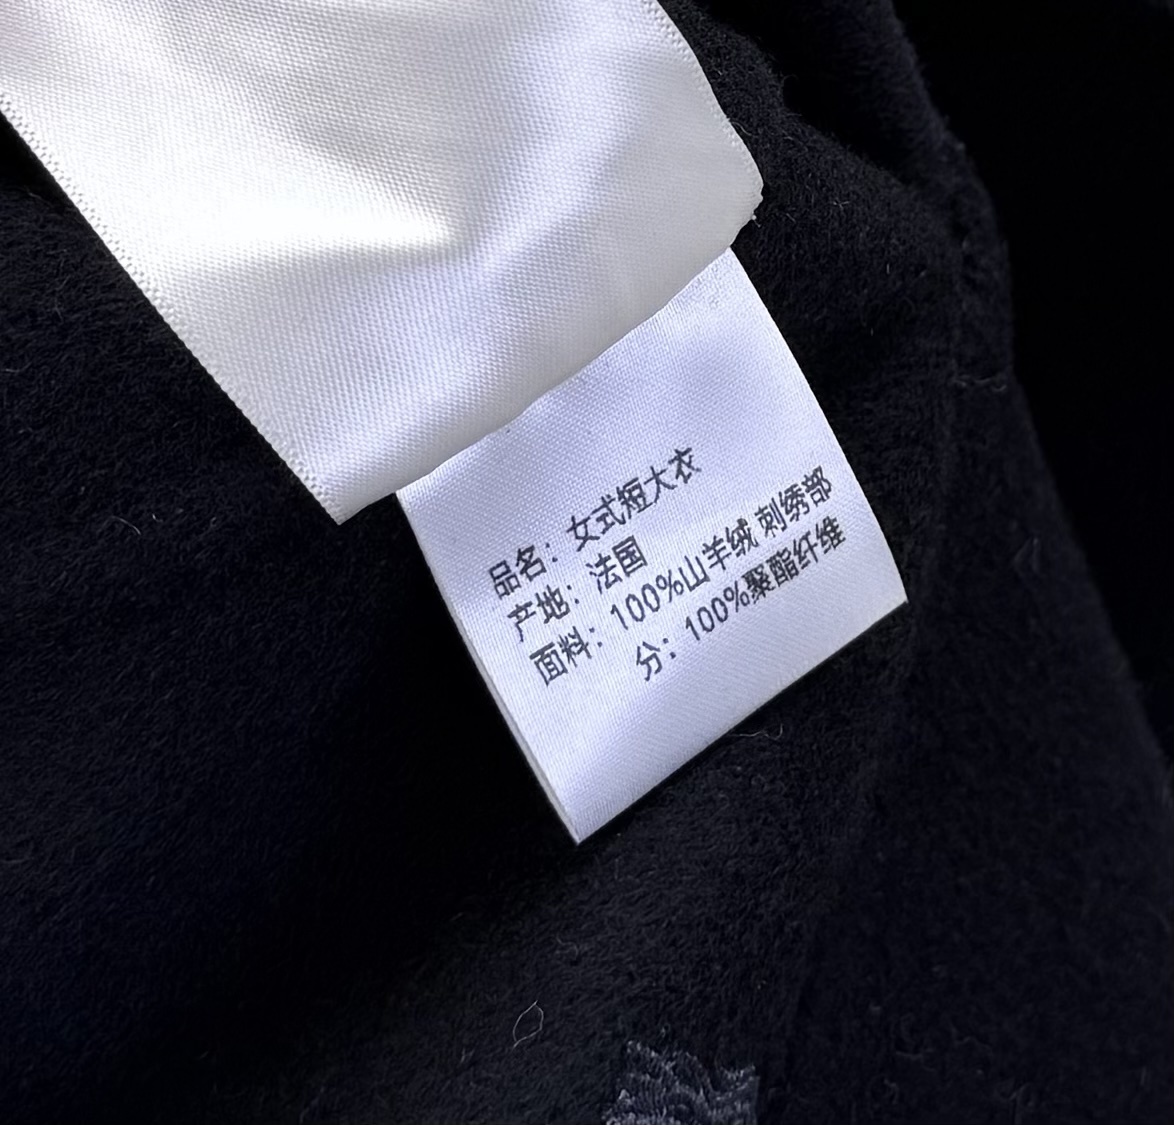 品名：女式短大衣
产地：法国
面料：100%山羊绒 刺绣部
分：100%聚酯纤维